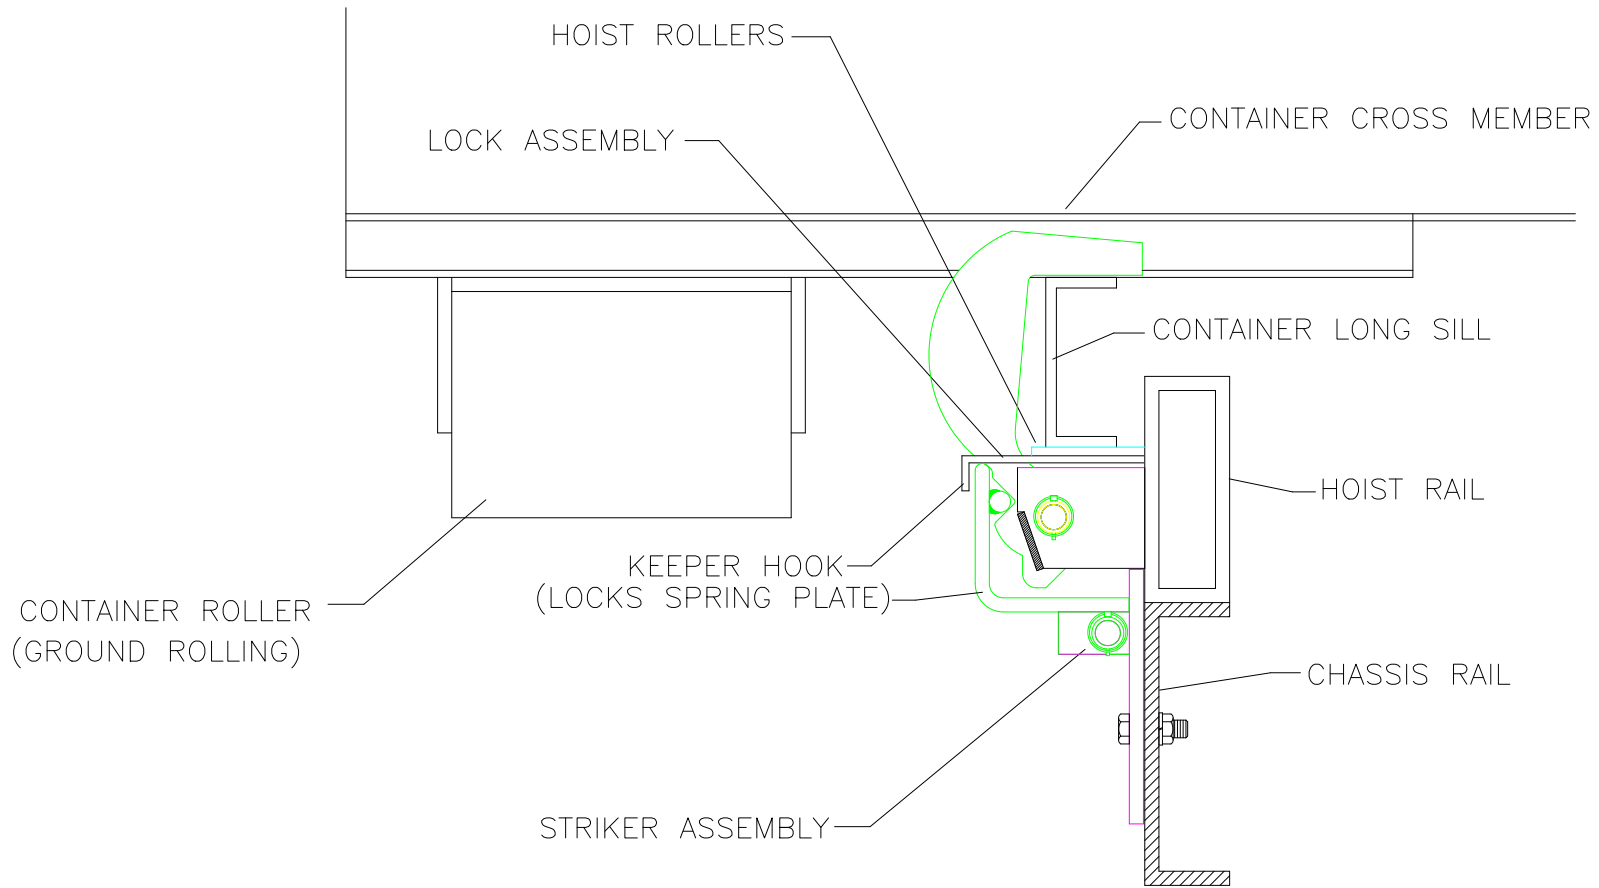 HOIST ROLLERS
CONTAINER CROSS MEMBER
LOCK ASSEMBLY
CONTAINER LONG SILL
HOIST RAIL
KEEPER HOOK
(LOCKS SPRING PLATE)
CONTAINER ROLLER
(GROUND ROLLING)
CHASSIS RAIL
STRIKER ASSEMBLY